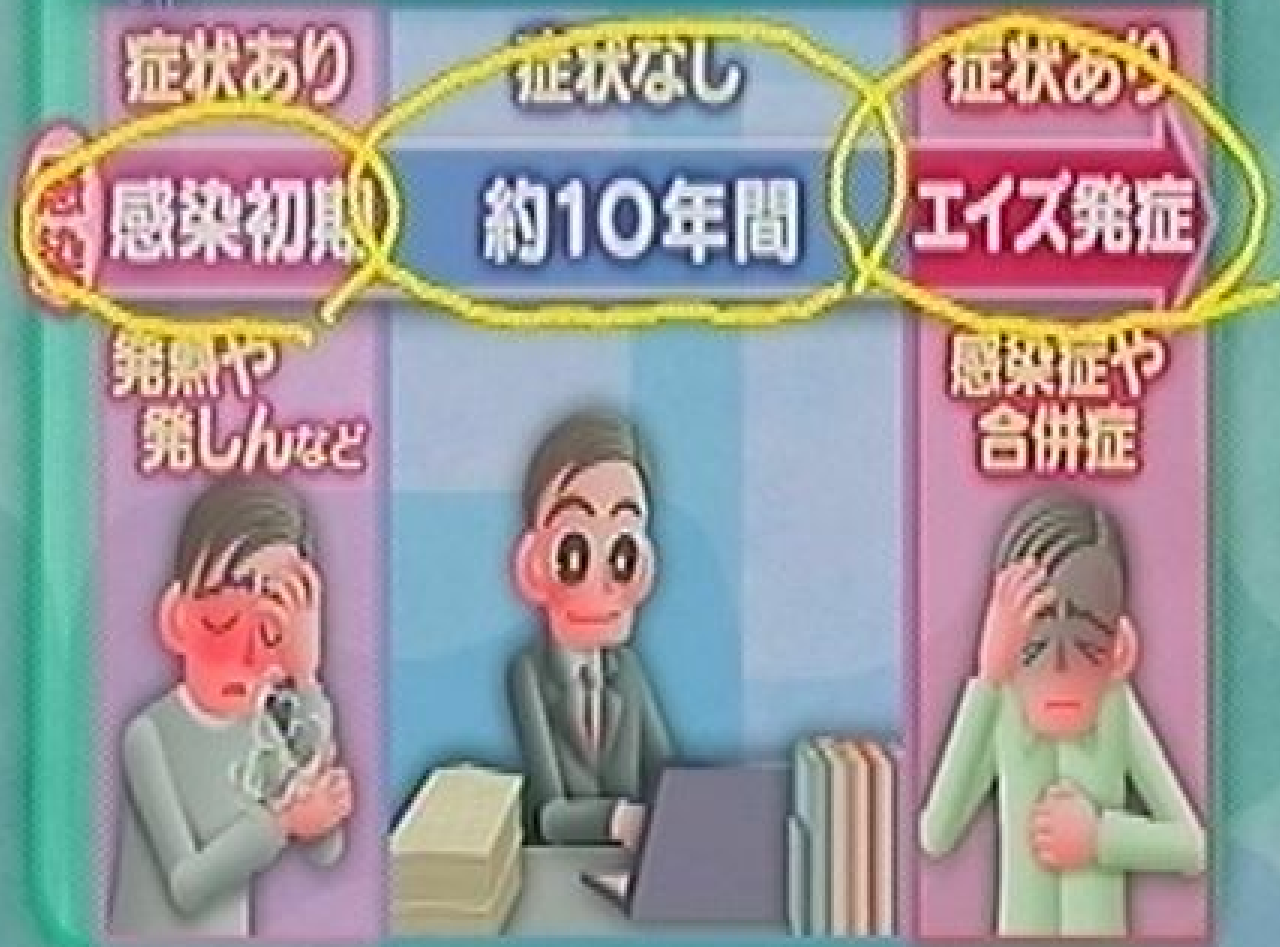 症状あり
症状なし
症状あり
感染初期
約10年間
エイズ発症
発熱や
発しんなど
感染症や
合併症